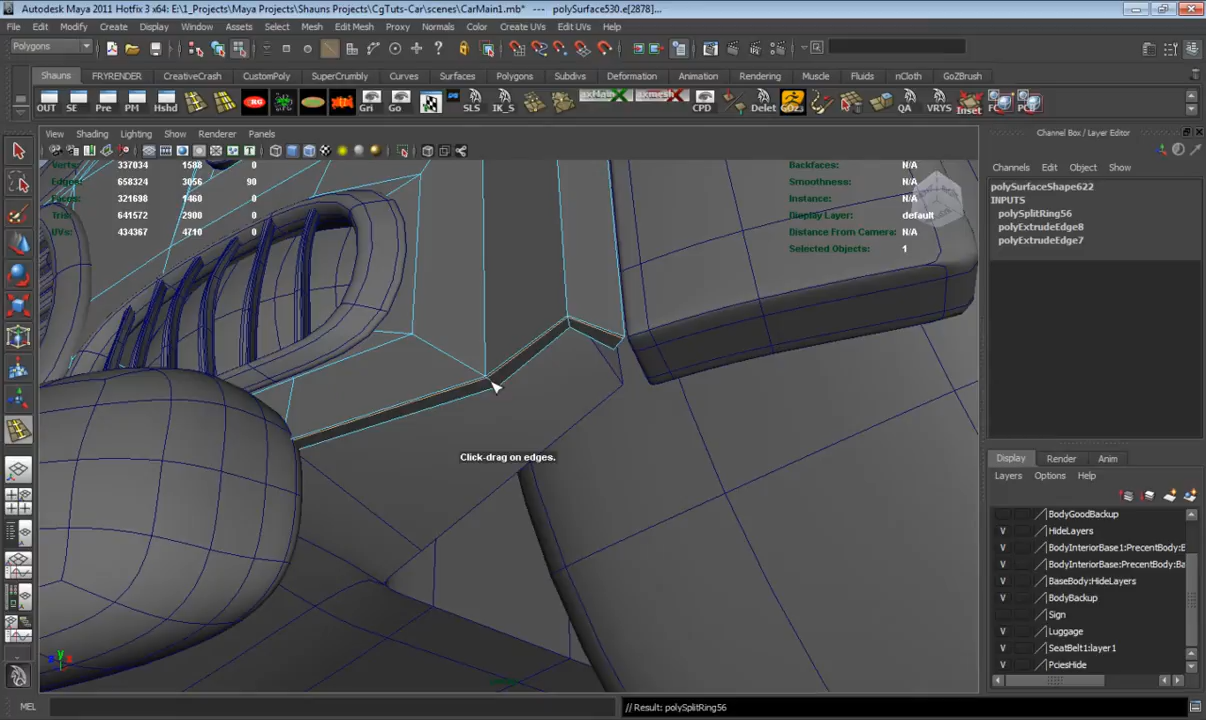 Autodesk Maya 2011 Hotfix 3 x64: E:\1_Projects\Maya Projects\Shauns Projects\CgTuts-Car\scenes\CarMain1.mb* --- polySurface530.e[2878]...
File Edit Modify Create Display Window Assets Select Mesh Edit Mesh Proxy Normals Color Create UVs Edit UVs Help
Polygons
Shauns FRYRENDER CreativeCrash CustomPoly SuperCrumbly Curves Surfaces Polygons Subdivs Deformation Animation Rendering Muscle Fluids nCloth GoZBrush
OUT SE Pre PM Hshd Gri Go SLS IK_S CPD Delet GOZ3 QA VRYS Inset
View Shading Lighting Show Renderer Panels
Channel Box / Layer Editor
Channels Edit Object Show
Verts: 337034 1588 0
Edges: 658324 3056 90
Faces: 321698 1460 0
Tris: 641572 2900 0
UVs: 434367 4710 0
Backfaces: N/A
Smoothness: N/A
Instance: N/A
Display Layer: default
Distance From Camera: N/A
Selected Objects: 1
polySurfaceShape622
INPUTS
polySplitRing56
polyExtrudeEdge8
polyExtrudeEdge7
Click-drag on edges.
Display Render Anim
Layers Options Help
BodyGoodBackup
V HideLayers
V BodyInteriorBase1:PrecentBody:E
V BodyInteriorBase:PrecentBody:Ba
V BaseBody:HideLayers
V BodyBackup
Sign
V Luggage
V SeatBelt1:layer1
V PciesHide
MEL // Result: polySplitRing56